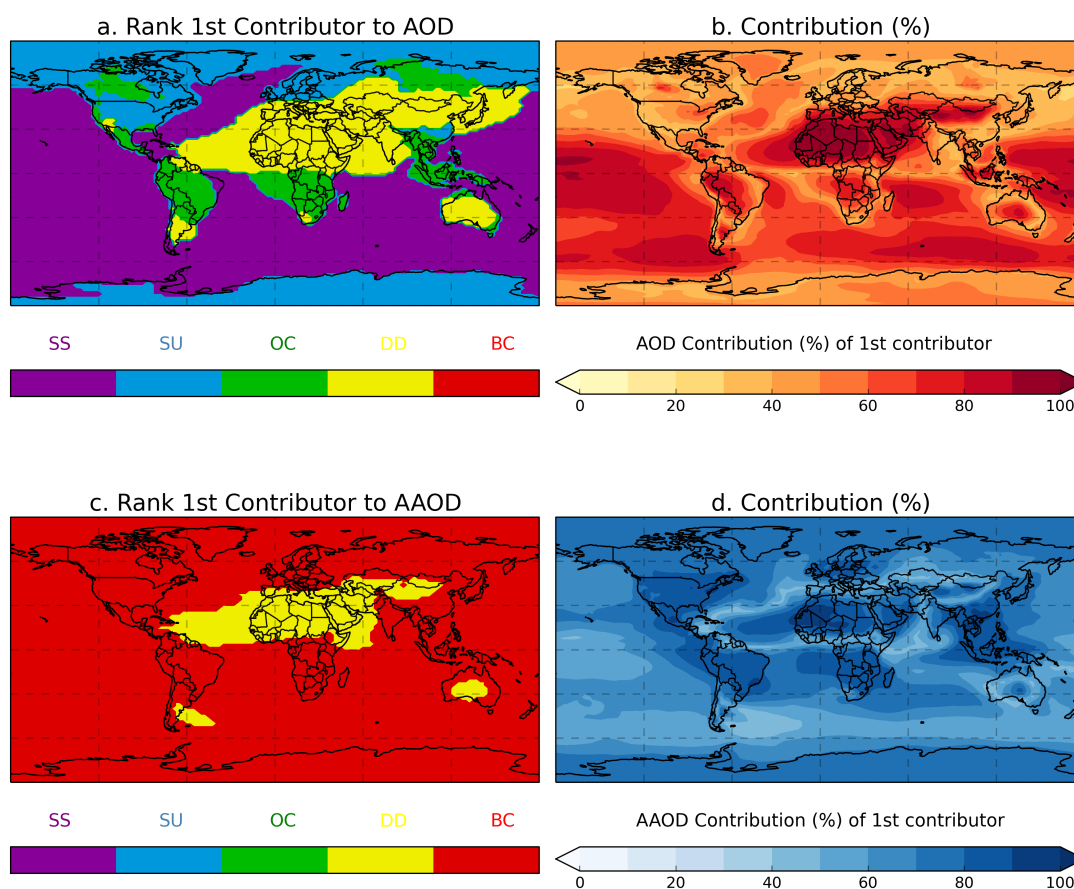 a. Rank 1st Contributor to AOD
b. Contribution (%)
SS SU OC DD BC
AOD Contribution (%) of 1st contributor
0 20 40 60 80 100
c. Rank 1st Contributor to AAOD
d. Contribution (%)
SS SU OC DD BC
AAOD Contribution (%) of 1st contributor
0 20 40 60 80 100